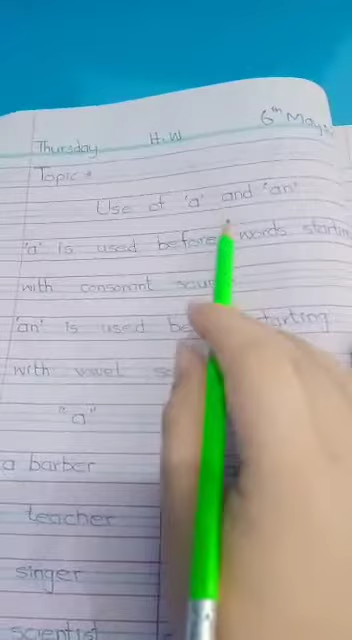 Thursday H.W 6th May
Topic:
Use of 'a' and 'an'
'a' is used before words
with consonant
'an' is used
with vowel
"a"
a barber
teacher
singer
scientist